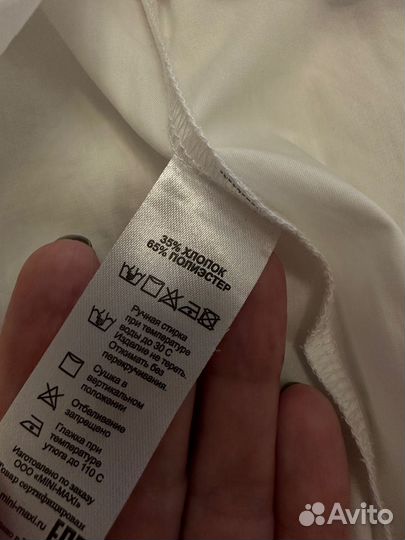 35% ХЛОПОК
65% ПОЛИЭСТЕР
Ручная стирка
при температуре
воды до 30 С
Изделие не тереть.
Отжимать без
перекручивания.
Сушка в
вертикальном
положении
Отбеливание
запрещено
Глажка при
температуре
утюга до 110 С
Изготовлено по заказу
ООО «MINI-MAXI»
Товар сертифицирован
mini-maxi.ru
Avito